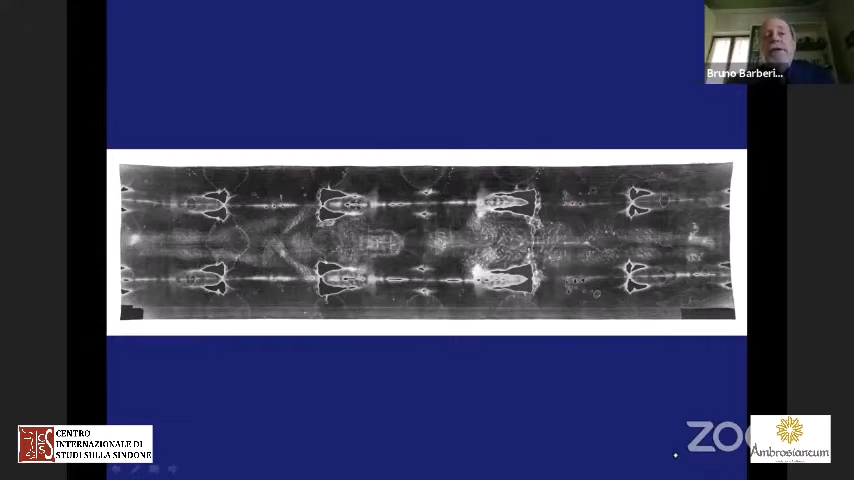 Bruno Barberi...
CENTRO
INTERNAZIONALE DI
STUDI SULLA SINDONE
ZOO
Ambrosianeum